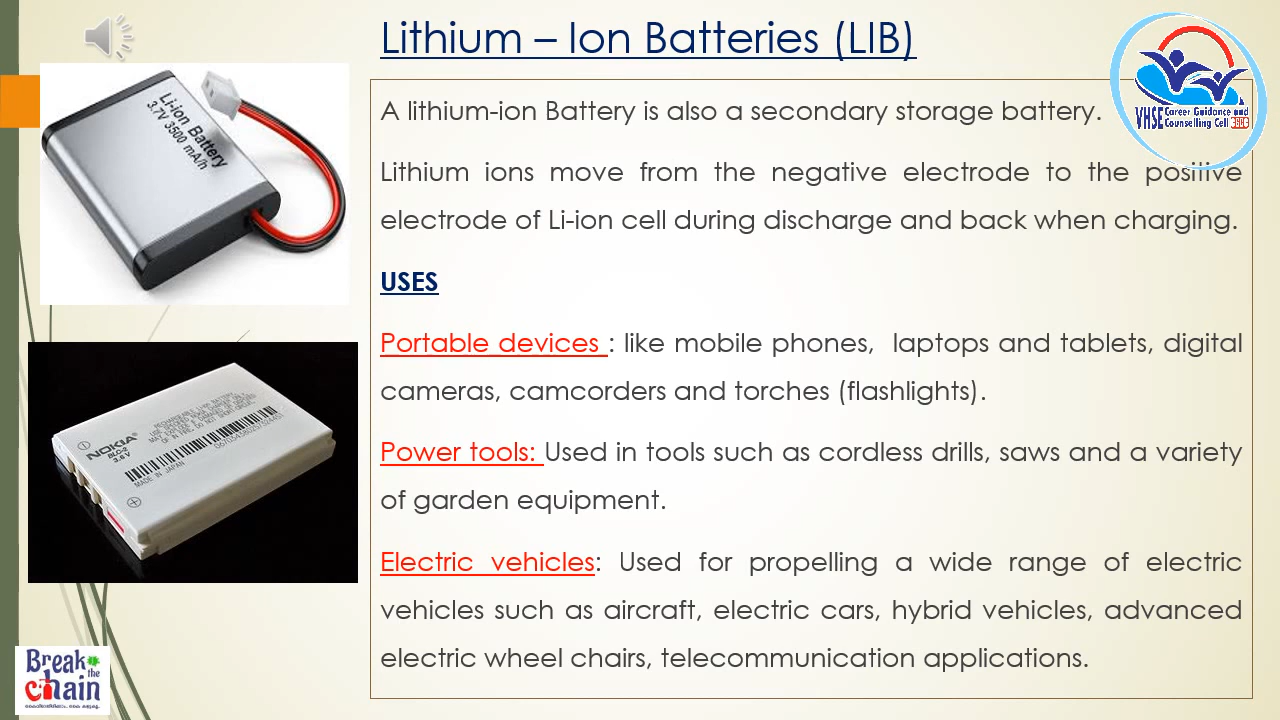 Lithium – Ion Batteries (LIB)
A lithium-ion Battery is also a secondary storage battery.
Lithium ions move from the negative electrode to the positive
electrode of Li-ion cell during discharge and back when charging.
USES
Portable devices : like mobile phones, laptops and tablets, digital
cameras, camcorders and torches (flashlights).
Power tools: Used in tools such as cordless drills, saws and a variety
of garden equipment.
Electric vehicles: Used for propelling a wide range of electric
vehicles such as aircraft, electric cars, hybrid vehicles, advanced
electric wheel chairs, telecommunication applications.
VHSE Career Guidance and
Counselling Cell
Li-ion Battery
3.7V 3500 mA/h
NOKIA
BLC-2
3.6 V
MADE IN JAPAN
Break
the
chain